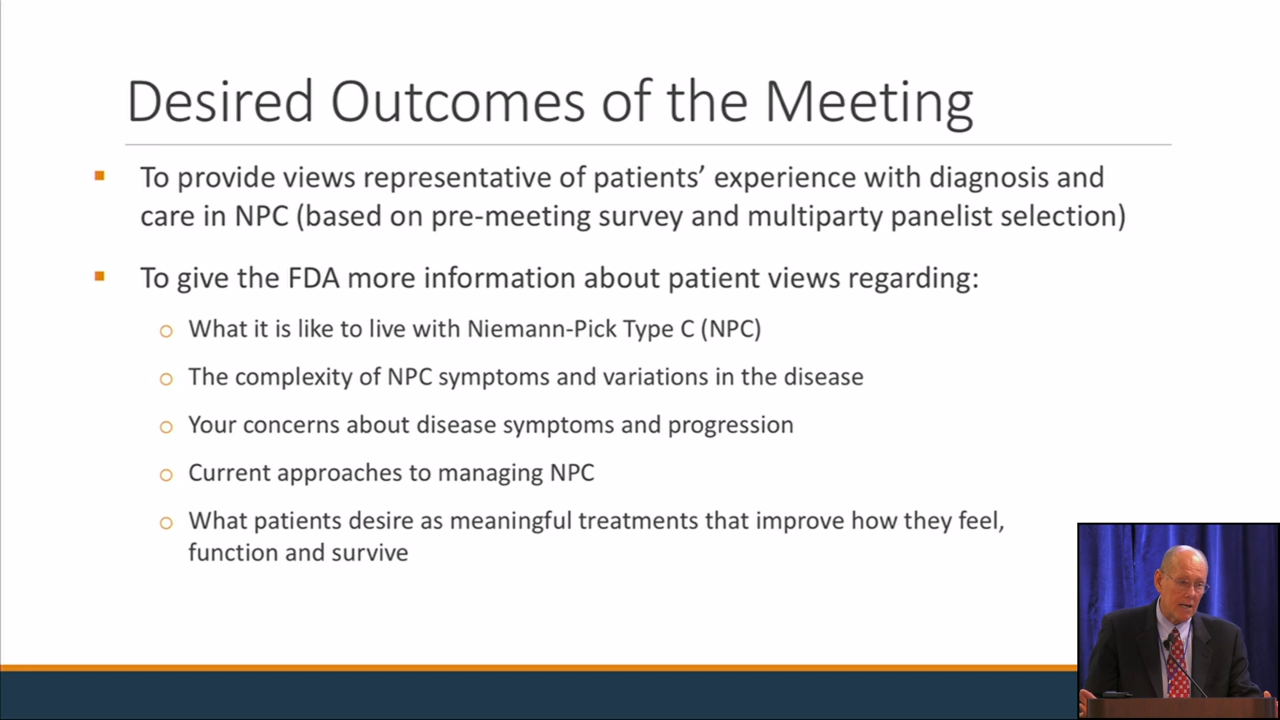 Desired Outcomes of the Meeting
To provide views representative of patients’ experience with diagnosis and
care in NPC (based on pre-meeting survey and multiparty panelist selection)
To give the FDA more information about patient views regarding:
What it is like to live with Niemann-Pick Type C (NPC)
The complexity of NPC symptoms and variations in the disease
Your concerns about disease symptoms and progression
Current approaches to managing NPC
What patients desire as meaningful treatments that improve how they feel,
function and survive